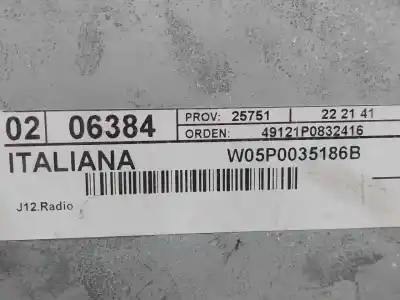 02 06384 PROV: 25751 22 21 41
ORDEN: 49121P0832416
ITALIANA W05P0035186B
J12.Radio